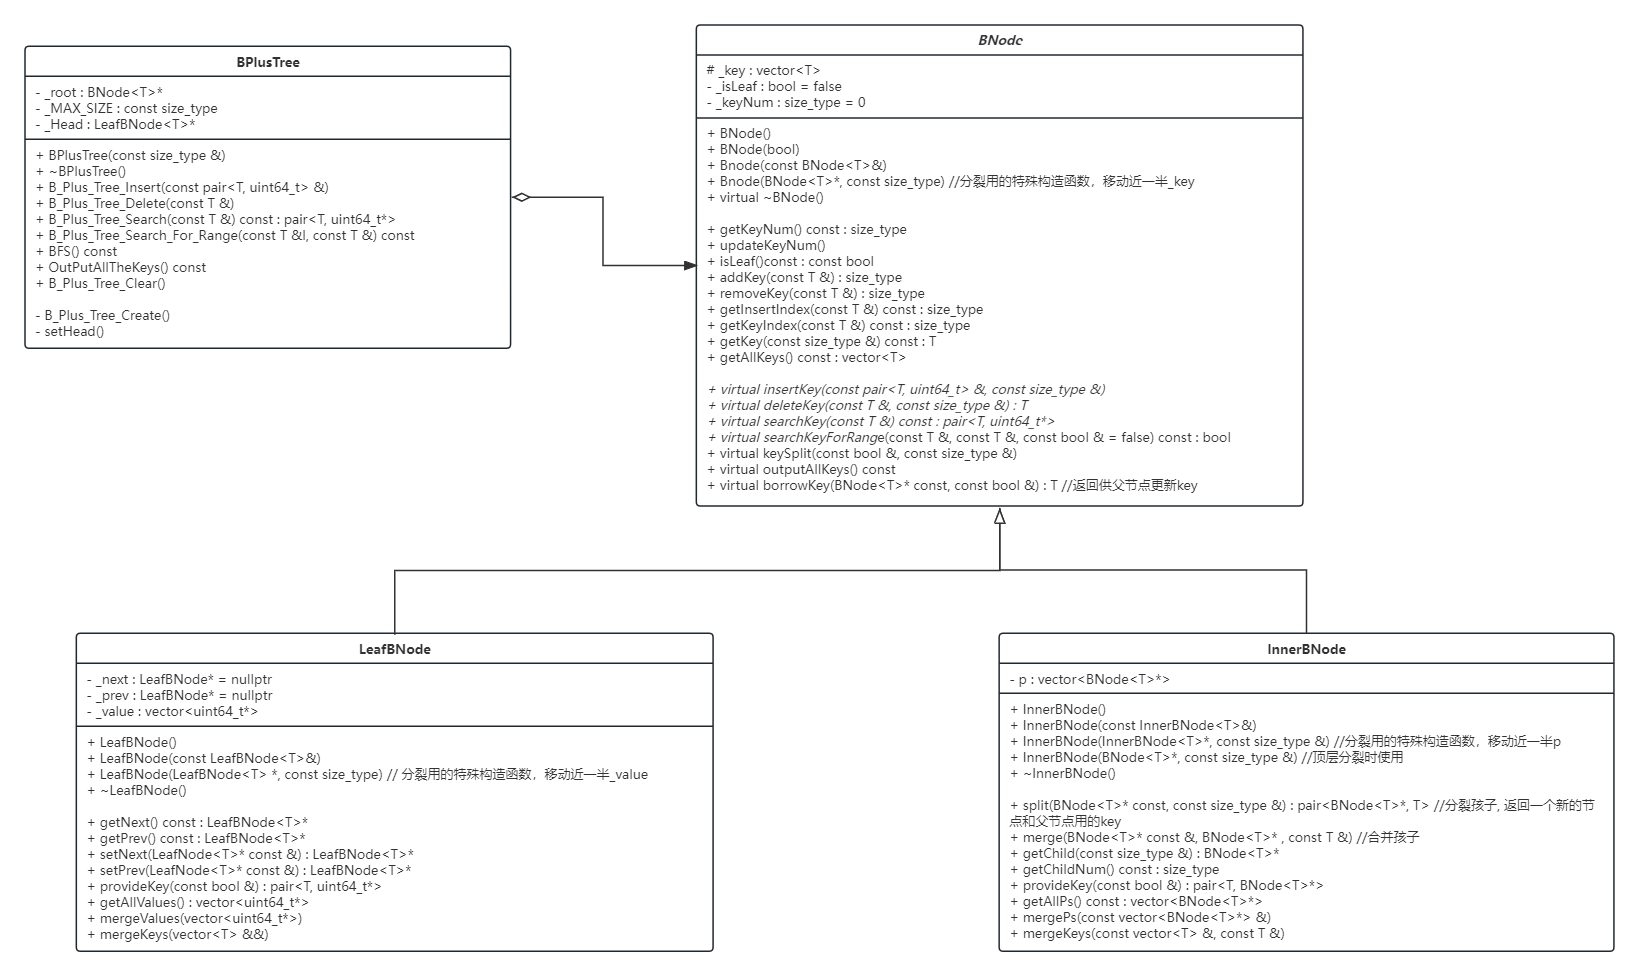 BPlusTree
- _root : BNode<T>*
- _MAX_SIZE : const size_type
- _Head : LeafBNode<T>*
+ BPlusTree(const size_type &)
+ ~BPlusTree()
+ B_Plus_Tree_Insert(const pair<T, uint64_t> &)
+ B_Plus_Tree_Delete(const T &)
+ B_Plus_Tree_Search(const T &) const : pair<T, uint64_t*>
+ B_Plus_Tree_Search_For_Range(const T &l, const T &) const
+ BFS() const
+ OutPutAllTheKeys() const
+ B_Plus_Tree_Clear()
- B_Plus_Tree_Create()
- setHead()
BNode
# _key : vector<T>
- _isLeaf : bool = false
- _keyNum : size_type = 0
+ BNode()
+ BNode(bool)
+ Bnode(const BNode<T>&)
+ Bnode(BNode<T>*, const size_type) //分裂用的特殊构造函数，移动近一半_key
+ virtual ~BNode()
+ getKeyNum() const : size_type
+ updateKeyNum()
+ isLeaf()const : const bool
+ addKey(const T &) : size_type
+ removeKey(const T &) : size_type
+ getInsertIndex(const T &) const : size_type
+ getKeyIndex(const T &) const : size_type
+ getKey(const size_type &) const : T
+ getAllKeys() const : vector<T>
+ virtual insertKey(const pair<T, uint64_t> &, const size_type &)
+ virtual deleteKey(const T &, const size_type &) : T
+ virtual searchKey(const T &) const : pair<T, uint64_t*>
+ virtual searchKeyForRange(const T &, const T &, const bool & = false) const : bool
+ virtual keySplit(const bool &, const size_type &)
+ virtual outputAllKeys() const
+ virtual borrowKey(BNode<T>* const, const bool &) : T //返回供父节点更新key
LeafBNode
- _next : LeafBNode* = nullptr
- _prev : LeafBNode* = nullptr
- _value : vector<uint64_t*>
+ LeafBNode()
+ LeafBNode(const LeafBNode<T>&)
+ LeafBNode(LeafBNode<T> *, const size_type) // 分裂用的特殊构造函数，移动近一半_value
+ ~LeafBNode()
+ getNext() const : LeafBNode<T>*
+ getPrev() const : LeafBNode<T>*
+ setNext(LeafNode<T>* const &) : LeafBNode<T>*
+ setPrev(LeafNode<T>* const &) : LeafBNode<T>*
+ provideKey(const bool &) : pair<T, uint64_t*>
+ getAllValues() : vector<uint64_t*>
+ mergeValues(vector<uint64_t*>)
+ mergeKeys(vector<T> &&)
InnerBNode
- p : vector<BNode<T>*>
+ InnerBNode()
+ InnerBNode(const InnerBNode<T>&)
+ InnerBNode(InnerBNode<T>*, const size_type &) //分裂用的特殊构造函数，移动近一半p
+ InnerBNode(BNode<T>*, const size_type &) //顶层分裂时使用
+ ~InnerBNode()
+ split(BNode<T>* const, const size_type &) : pair<BNode<T>*, T> //分裂孩子, 返回一个新的节
点和父节点用的key
+ merge(BNode<T>* const &, BNode<T>* , const T &) //合并孩子
+ getChild(const size_type &) : BNode<T>*
+ getChildNum() const : size_type
+ provideKey(const bool &) : pair<T, BNode<T>*>
+ getAllPs() const : vector<BNode<T>*>
+ mergePs(const vector<BNode<T>*> &)
+ mergeKeys(const vector<T> &, const T &)